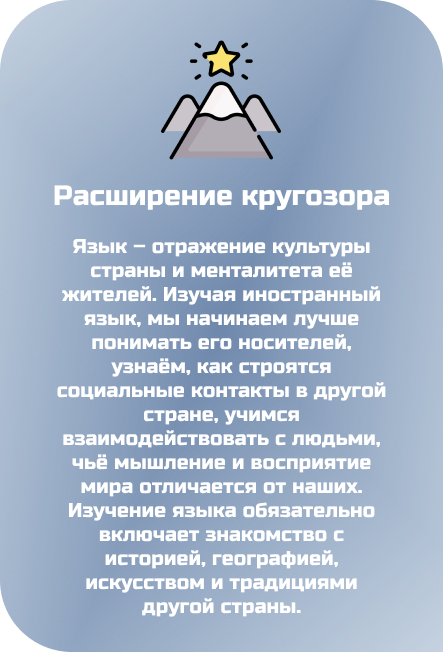 Расширение кругозора
Язык – отражение культуры
страны и менталитета её
жителей. Изучая иностранный
язык, мы начинаем лучше
понимать его носителей,
узнаём, как строятся
социальные контакты в другой
стране, учимся
взаимодействовать с людьми,
чьё мышление и восприятие
мира отличается от наших.
Изучение языка обязательно
включает знакомство с
историей, географией,
искусством и традициями
другой страны.